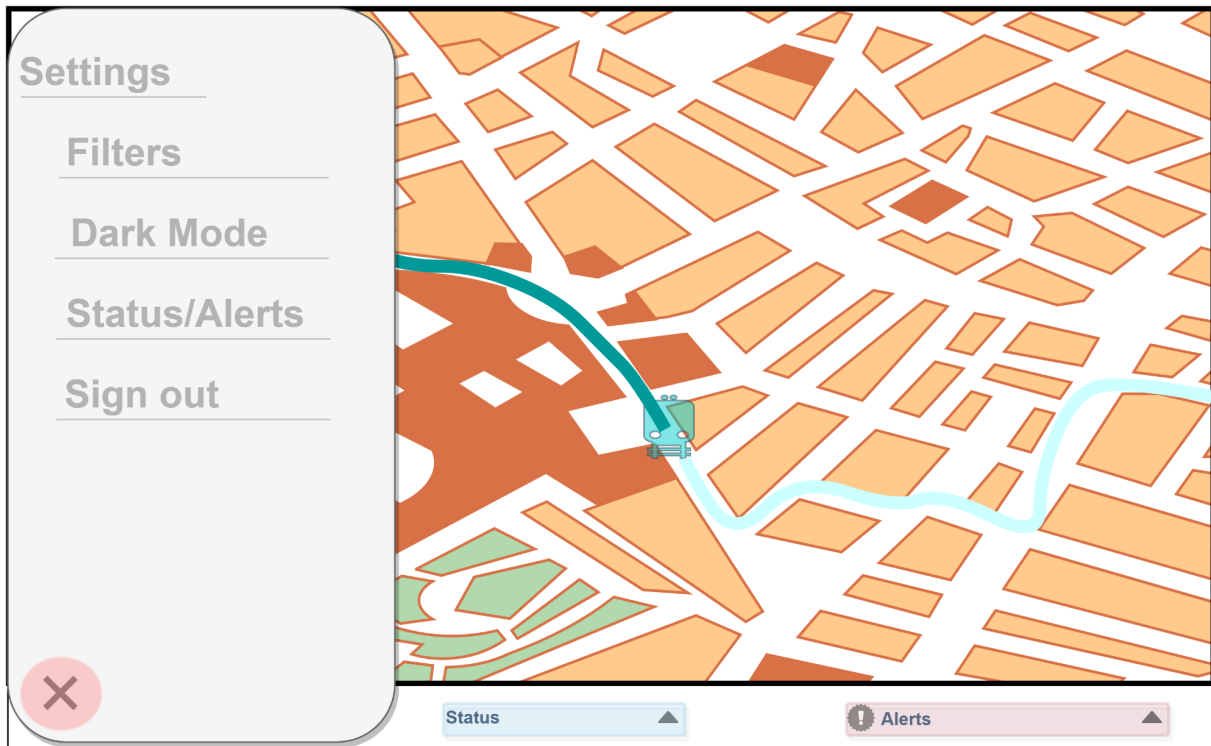 Settings
Filters
Dark Mode
Status/Alerts
Sign out
Status
Alerts